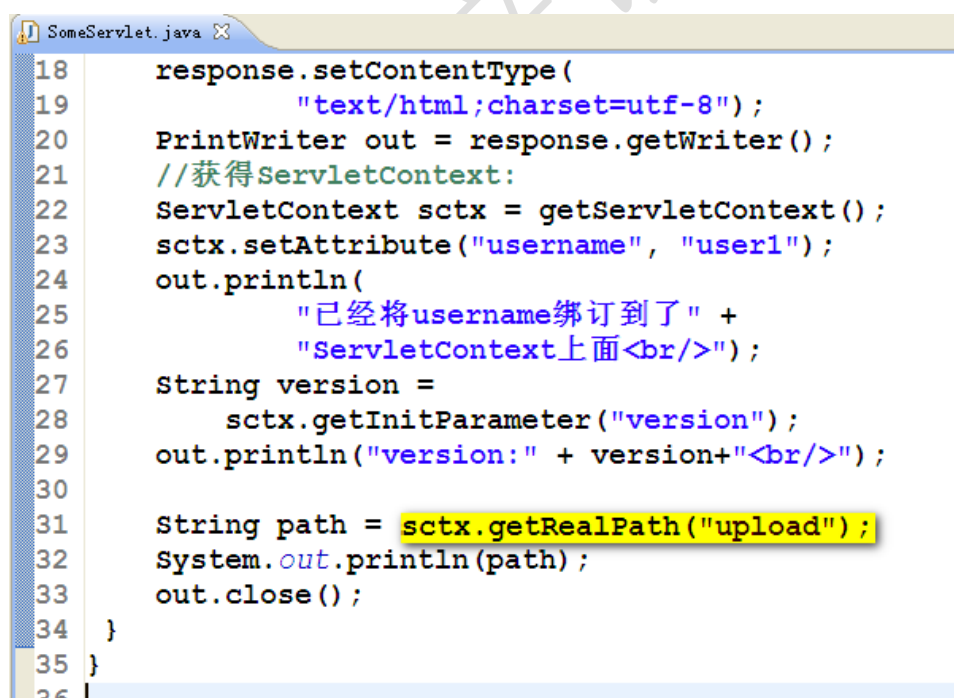 SomeServlet.java
18 response.setContentType(
19 "text/html;charset=utf-8");
20 PrintWriter out = response.getWriter();
21 //获得ServletContext:
22 ServletContext sctx = getServletContext();
23 sctx.setAttribute("username", "user1");
24 out.println(
25 "已经将username绑订到了" +
26 "ServletContext上面<br/>");
27 String version =
28 sctx.getInitParameter("version");
29 out.println("version:" + version+"<br/>");
30
31 String path = sctx.getRealPath("upload");
32 System.out.println(path);
33 out.close();
34 }
35 }
36